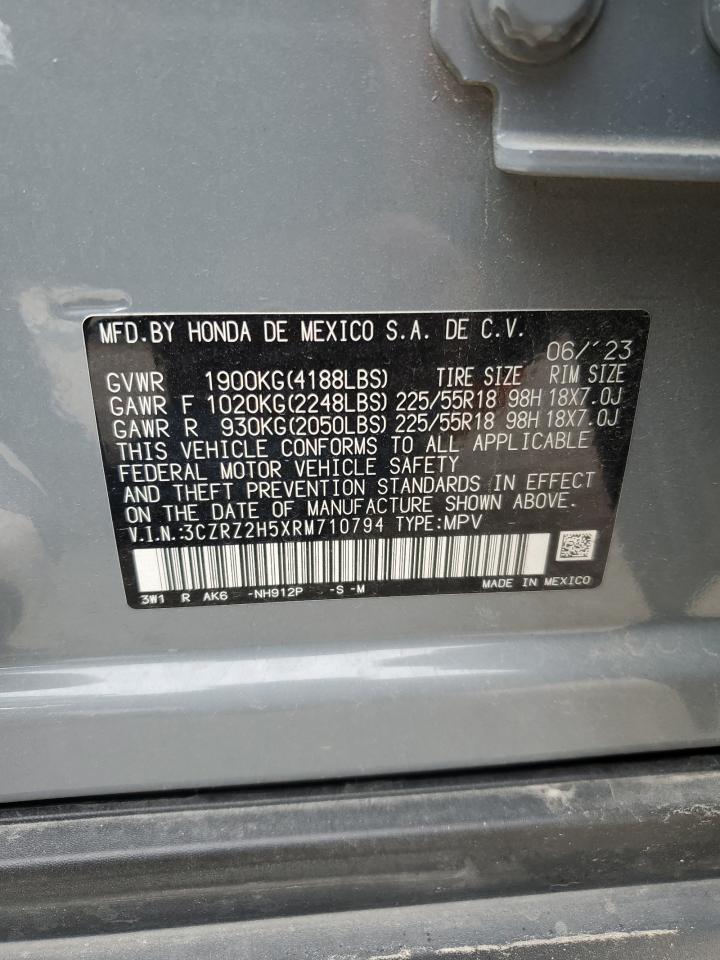 MFD.BY HONDA DE MEXICO S.A. DE C.V.
06/´23
GVWR 1900KG(4188LBS) TIRE SIZE RIM SIZE
GAWR F 1020KG(2248LBS) 225/55R18 98H 18X7.0J
GAWR R 930KG(2050LBS) 225/55R18 98H 18X7.0J
THIS VEHICLE CONFORMS TO ALL APPLICABLE
FEDERAL MOTOR VEHICLE SAFETY
AND THEFT PREVENTION STANDARDS IN EFFECT
ON THE DATE OF MANUFACTURE SHOWN ABOVE.
V.I.N.:3CZRZ2H5XRM710794 TYPE:MPV
3W1 R AK6 -NH912P -S -M MADE IN MEXICO